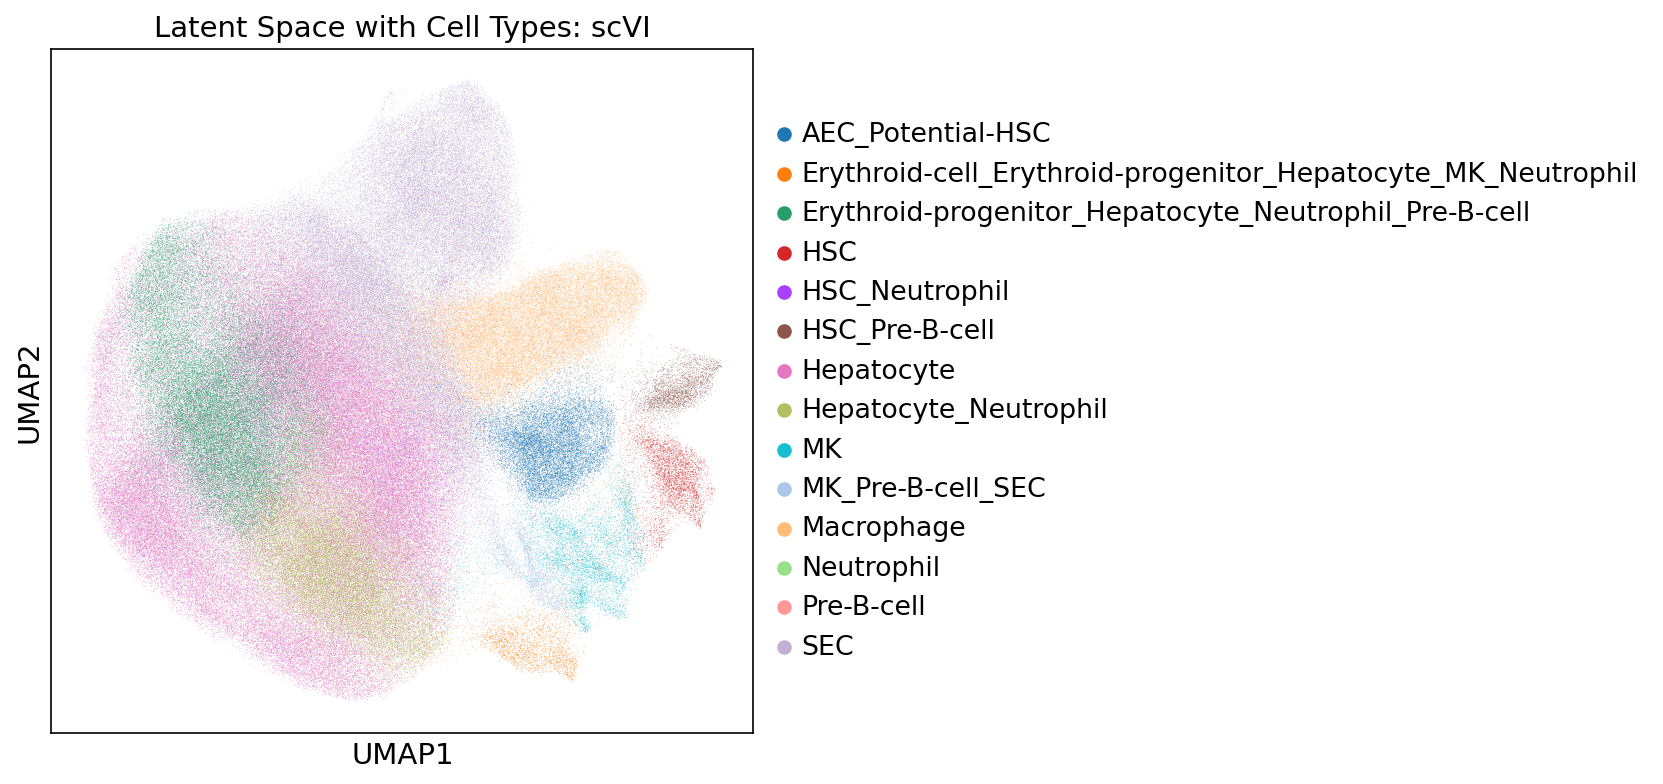 Latent Space with Cell Types: scVI
UMAP2
UMAP1
AEC_Potential-HSC
Erythroid-cell_Erythroid-progenitor_Hepatocyte_MK_Neutrophil
Erythroid-progenitor_Hepatocyte_Neutrophil_Pre-B-cell
HSC
HSC_Neutrophil
HSC_Pre-B-cell
Hepatocyte
Hepatocyte_Neutrophil
MK
MK_Pre-B-cell_SEC
Macrophage
Neutrophil
Pre-B-cell
SEC